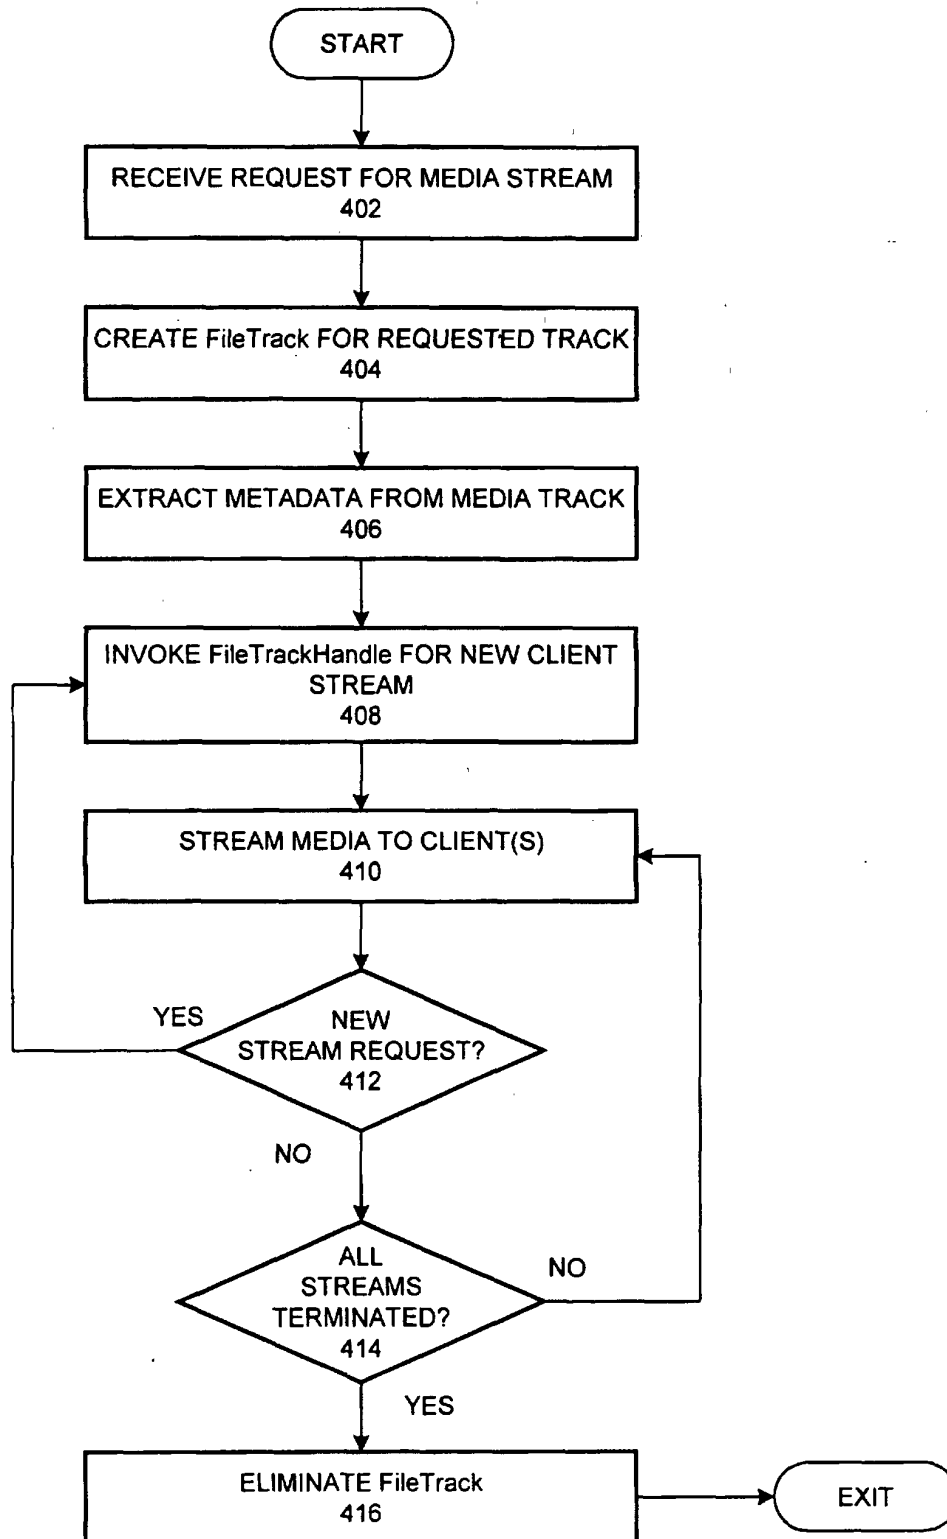 START
RECEIVE REQUEST FOR MEDIA STREAM
402
CREATE FileTrack FOR REQUESTED TRACK
404
EXTRACT METADATA FROM MEDIA TRACK
406
INVOKE FileTrackHandle FOR NEW CLIENT
STREAM
408
STREAM MEDIA TO CLIENT(S)
410
YES
NEW
STREAM REQUEST?
412
NO
ALL
STREAMS
TERMINATED?
414
NO
YES
ELIMINATE FileTrack
416
EXIT